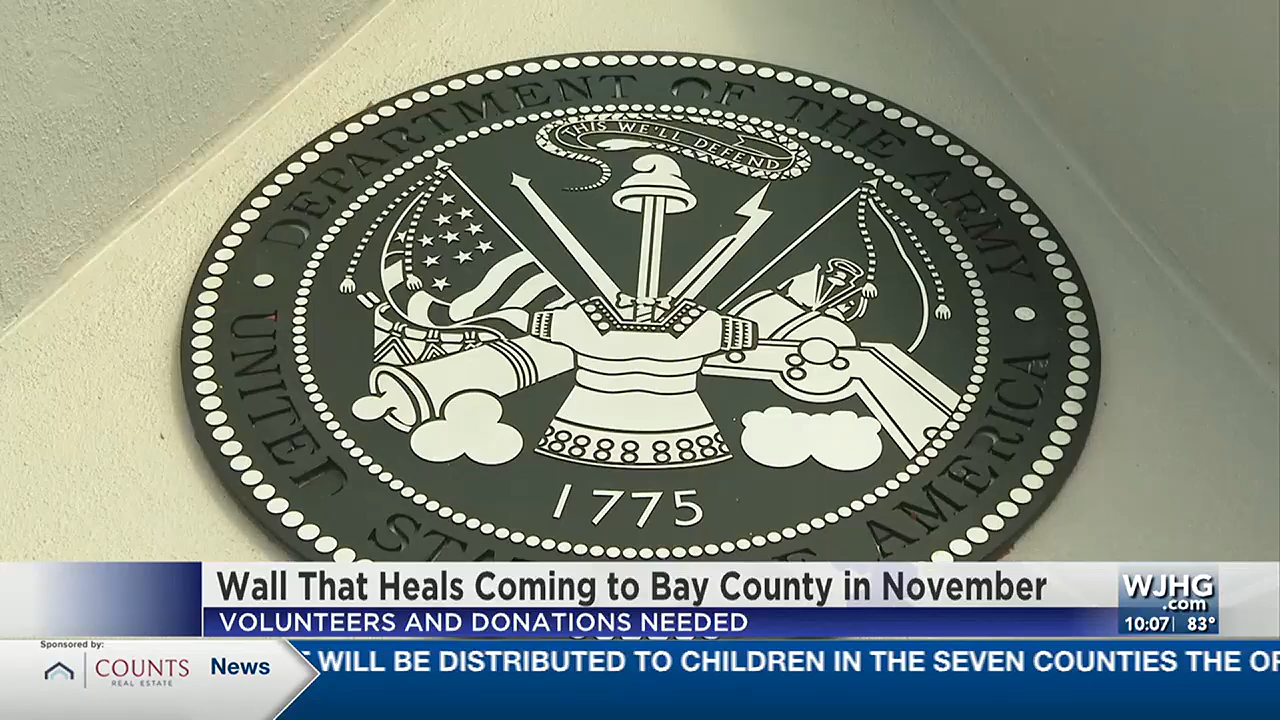 DEPARTMENT OF THE ARMY
THIS WE'LL DEFEND
UNITED STATES OF AMERICA
1775
Wall That Heals Coming to Bay County in November
VOLUNTEERS AND DONATIONS NEEDED
WJHG
.com
10:07 83°
Sponsored by:
COUNTS
REAL ESTATE
News
WILL BE DISTRIBUTED TO CHILDREN IN THE SEVEN COUNTIES THE